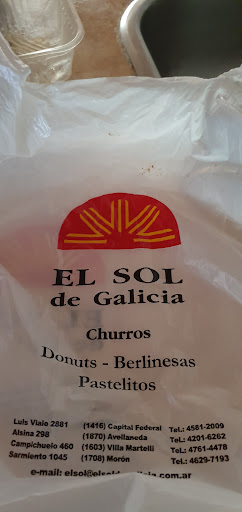 EL SOL
de Galicia
Churros
Donuts - Berlinesas
Pastelitos
Luis Viale 2881 (1416) Capital Federal Tel.: 4581-2009
Alsina 298 (1870) Avellaneda Tel.: 4201-6262
Campichuelo 460 (1603) Villa Martelli Tel.: 4761-4478
Sarmiento 1045 (1708) Morón Tel.: 4629-7193
e-mail: